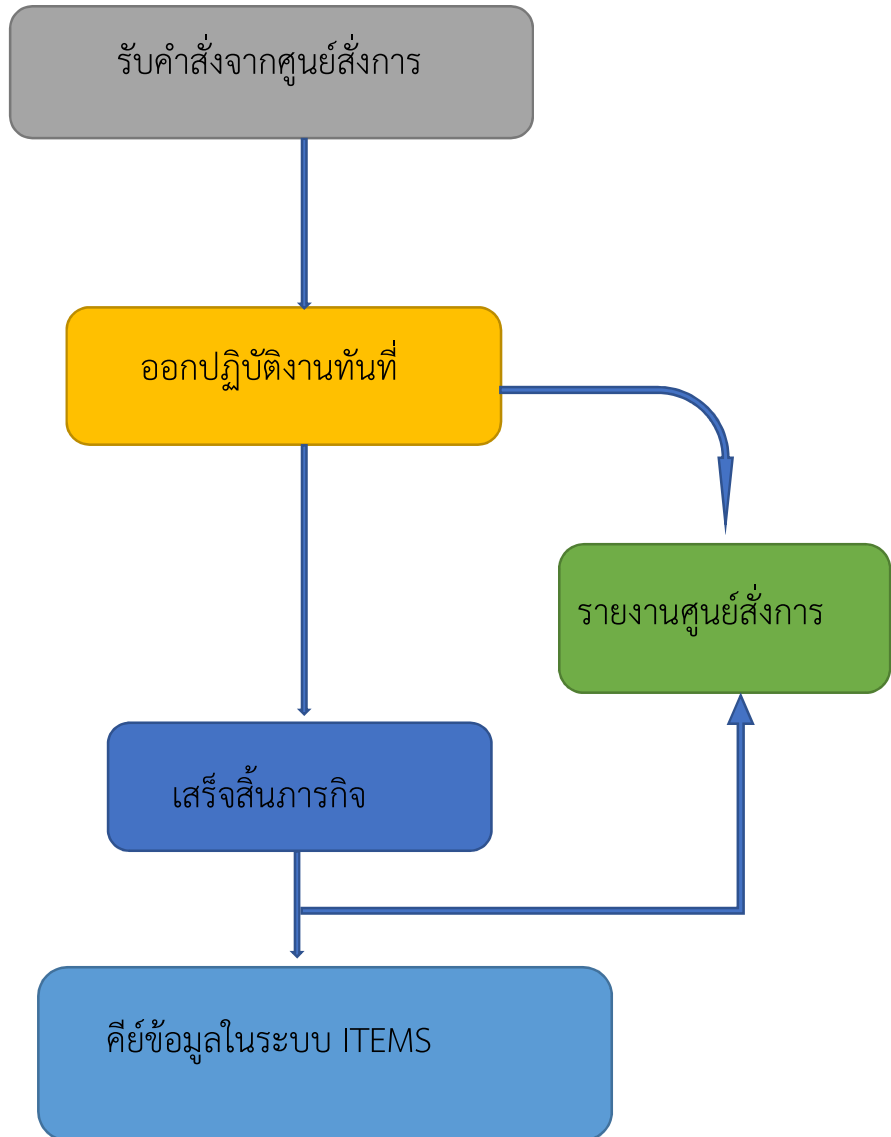 รับคำสั่งจากศูนย์สั่งการ
ออกปฏิบัติงานทันที่
รายงานศูนย์สั่งการ
เสร็จสิ้นภารกิจ
คีย์ข้อมูลในระบบ ITEMS